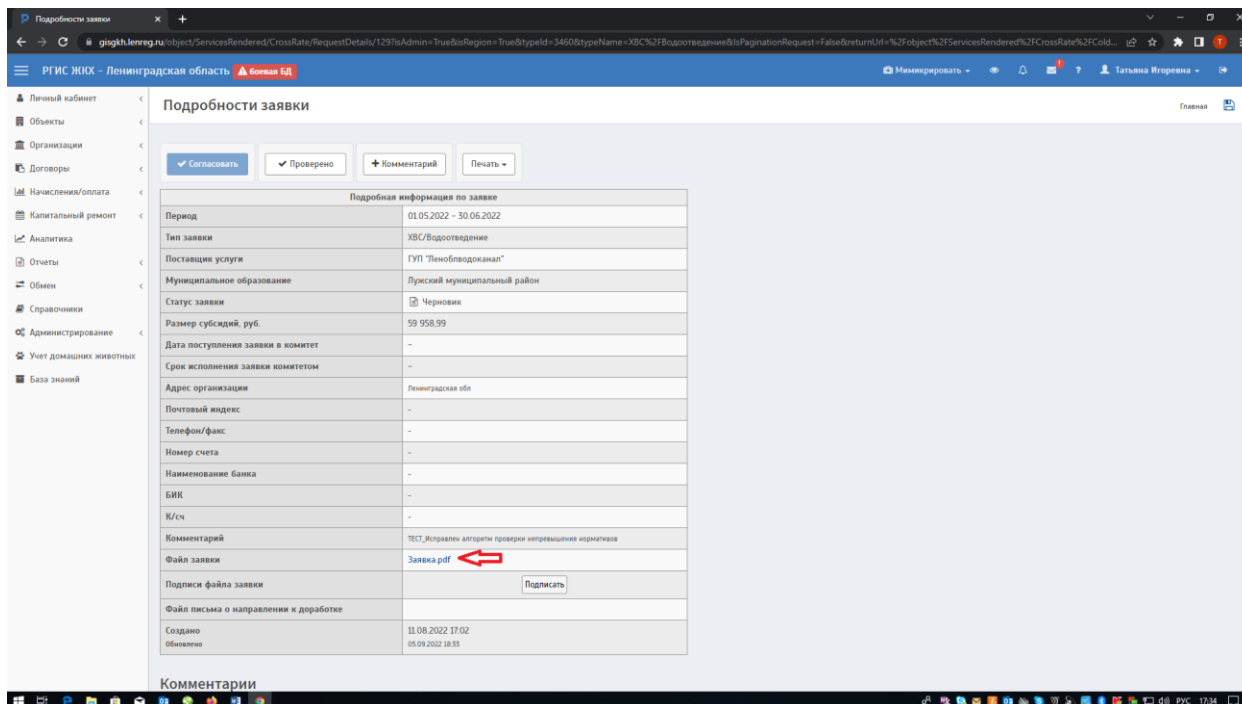 Подробности заявки
gisgkh.lenreg.ru/object/ServicesRendered/CrossRate/RequestDetails/129?isAdmin=True&isRegion=True&typeId=3460&typeName=ХВС%2FВодоотведение&IsPaginationRequest=False&returnUrl=%2Fobject%2FServicesRendered%2FCrossRate%2FCold...
T
РГИС ЖКХ – Ленинградская область боевая БД
Мимикрировать ? Татьяна Игоревна
Личный кабинет
Объекты
Организации
Договоры
Начисления/оплата
Капитальный ремонт
Аналитика
Отчеты
Обмен
Справочники
Администрирование
Учет домашних животных
База знаний
Подробности заявки
Главная
Согласовать Проверено + Комментарий Печать
Подробная информация по заявке
Период 01.05.2022 – 30.06.2022
Тип заявки ХВС/Водоотведение
Поставщик услуги ГУП "Леноблводоканал"
Муниципальное образование Лужский муниципальный район
Статус заявки Черновик
Размер субсидий, руб. 59 958,99
Дата поступления заявки в комитет -
Срок исполнения заявки комитетом -
Адрес организации Ленинградская обл
Почтовый индекс -
Телефон/факс -
Номер счета -
Наименование банка -
БИК -
К/сч -
Комментарий ТЕСТ_Исправлен алгоритм проверки непревышения нормативов
Файл заявки Заявка.pdf
Подписи файла заявки Подписать
Файл письма о направлении к доработке
Создано 11.08.2022 17:02
Обновлено 05.09.2022 18:33
Комментарии
РУС 17:34